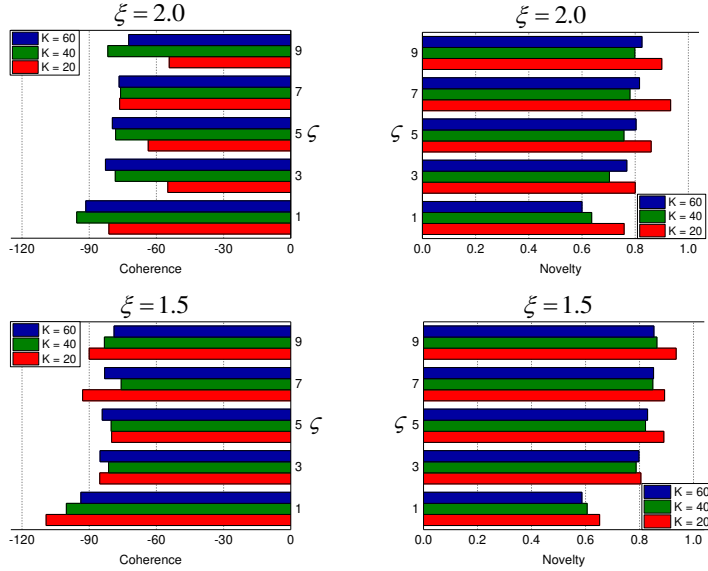 ξ = 2.0
K = 60
K = 40
K = 20
9
7
5
3
1
ς
-120 -90 -60 -30 0
Coherence
ξ = 2.0
9
7
5
3
1
ς
K = 60
K = 40
K = 20
0.0 0.2 0.4 0.6 0.8 1.0
Novelty
ξ = 1.5
K = 60
K = 40
K = 20
9
7
5
3
1
ς
-120 -90 -60 -30 0
Coherence
ξ = 1.5
9
7
5
3
1
ς
K = 60
K = 40
K = 20
0.0 0.2 0.4 0.6 0.8 1.0
Novelty